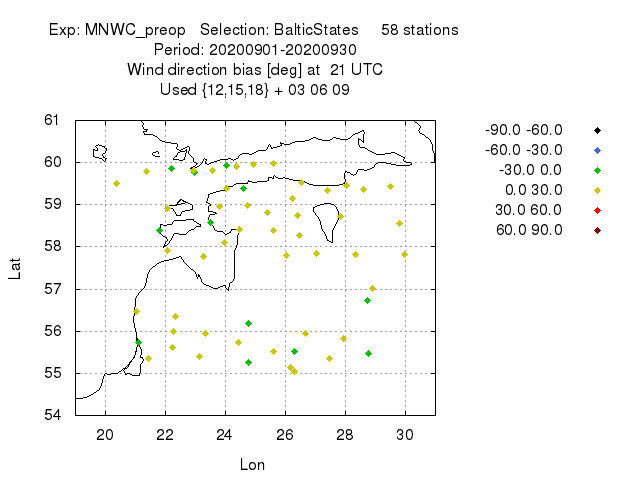 Exp: MNWC_preop   Selection: BalticStates     58 stations
Period: 20200901-20200930
Wind direction bias [deg] at  21 UTC
Used {12,15,18} + 03 06 09
61
60
59
58
57
56
55
54
Lat
20 22 24 26 28 30
Lon
-90.0 -60.0
-60.0 -30.0
-30.0 0.0
0.0 30.0
30.0 60.0
60.0 90.0